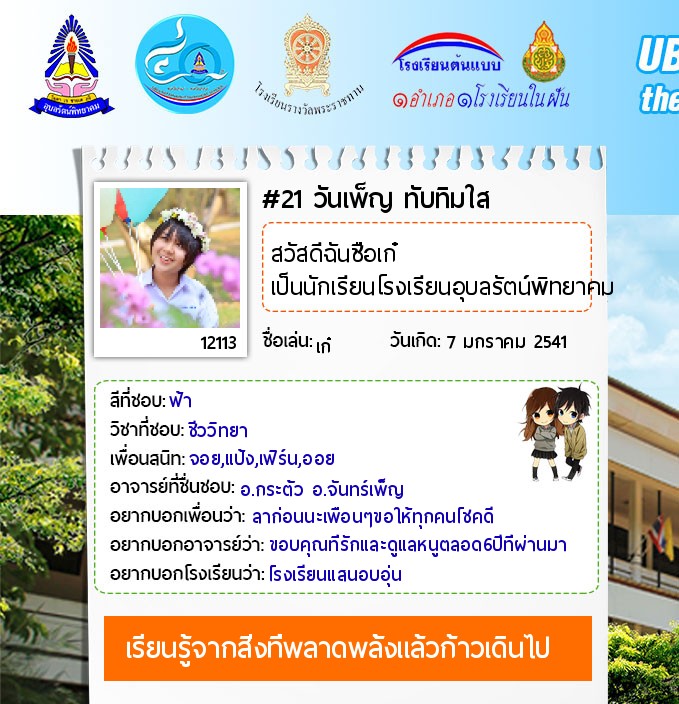 อุบลรัตน์พิทยาคม
โรงเรียนรางวัลพระราชทาน
โรงเรียนต้นแบบ
๑อำเภอ๑โรงเรียนในฝัน
UB
the
#21 วันเพ็ญ ทับทิมใส
สวัสดีฉันชื่อเก๋
เป็นนักเรียนโรงเรียนอุบลรัตน์พิทยาคม
12113
ชื่อเล่น: เก๋
วันเกิด: 7 มกราคม 2541
สีที่ชอบ: ฟ้า
วิชาที่ชอบ: ชีววิทยา
เพื่อนสนิท: จอย,แป้ง,เฟิร์น,ออย
อาจารย์ที่ชื่นชอบ: อ.กระตัว อ.จันทร์เพ็ญ
อยากบอกเพื่อนว่า: ลาก่อนนะเพื่อนๆขอให้ทุกคนโชคดี
อยากบอกอาจารย์ว่า: ขอบคุณที่รักและดูแลหนูตลอด6ปีที่ผ่านมา
อยากบอกโรงเรียนว่า: โรงเรียนแสนอบอุ่น
เรียนรู้จากสิ่งที่พลาดพลั้งแล้วก้าวเดินไป